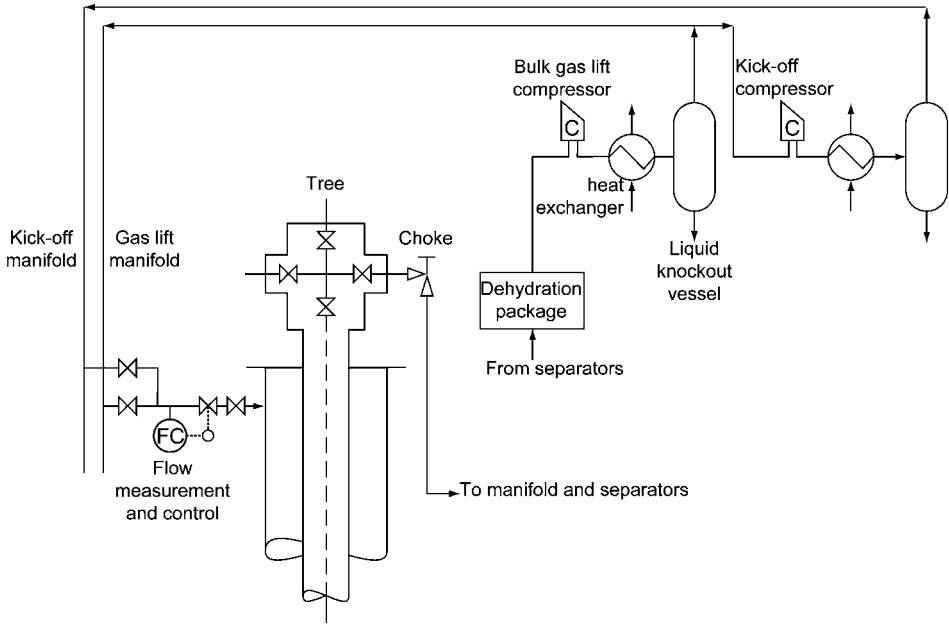 Bulk gas lift
compressor
C
Kick-off
compressor
C
heat
exchanger
Tree
Kick-off
manifold
Gas lift
manifold
Choke
Liquid
knockout
vessel
Dehydration
package
From separators
FC
Flow
measurement
and control
To manifold and separators